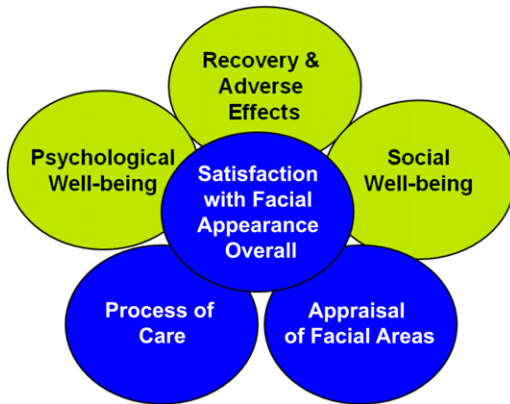 Recovery &
Adverse
Effects
Psychological
Well-being
Social
Well-being
Satisfaction
with Facial
Appearance
Overall
Process of
Care
Appraisal
of Facial Areas